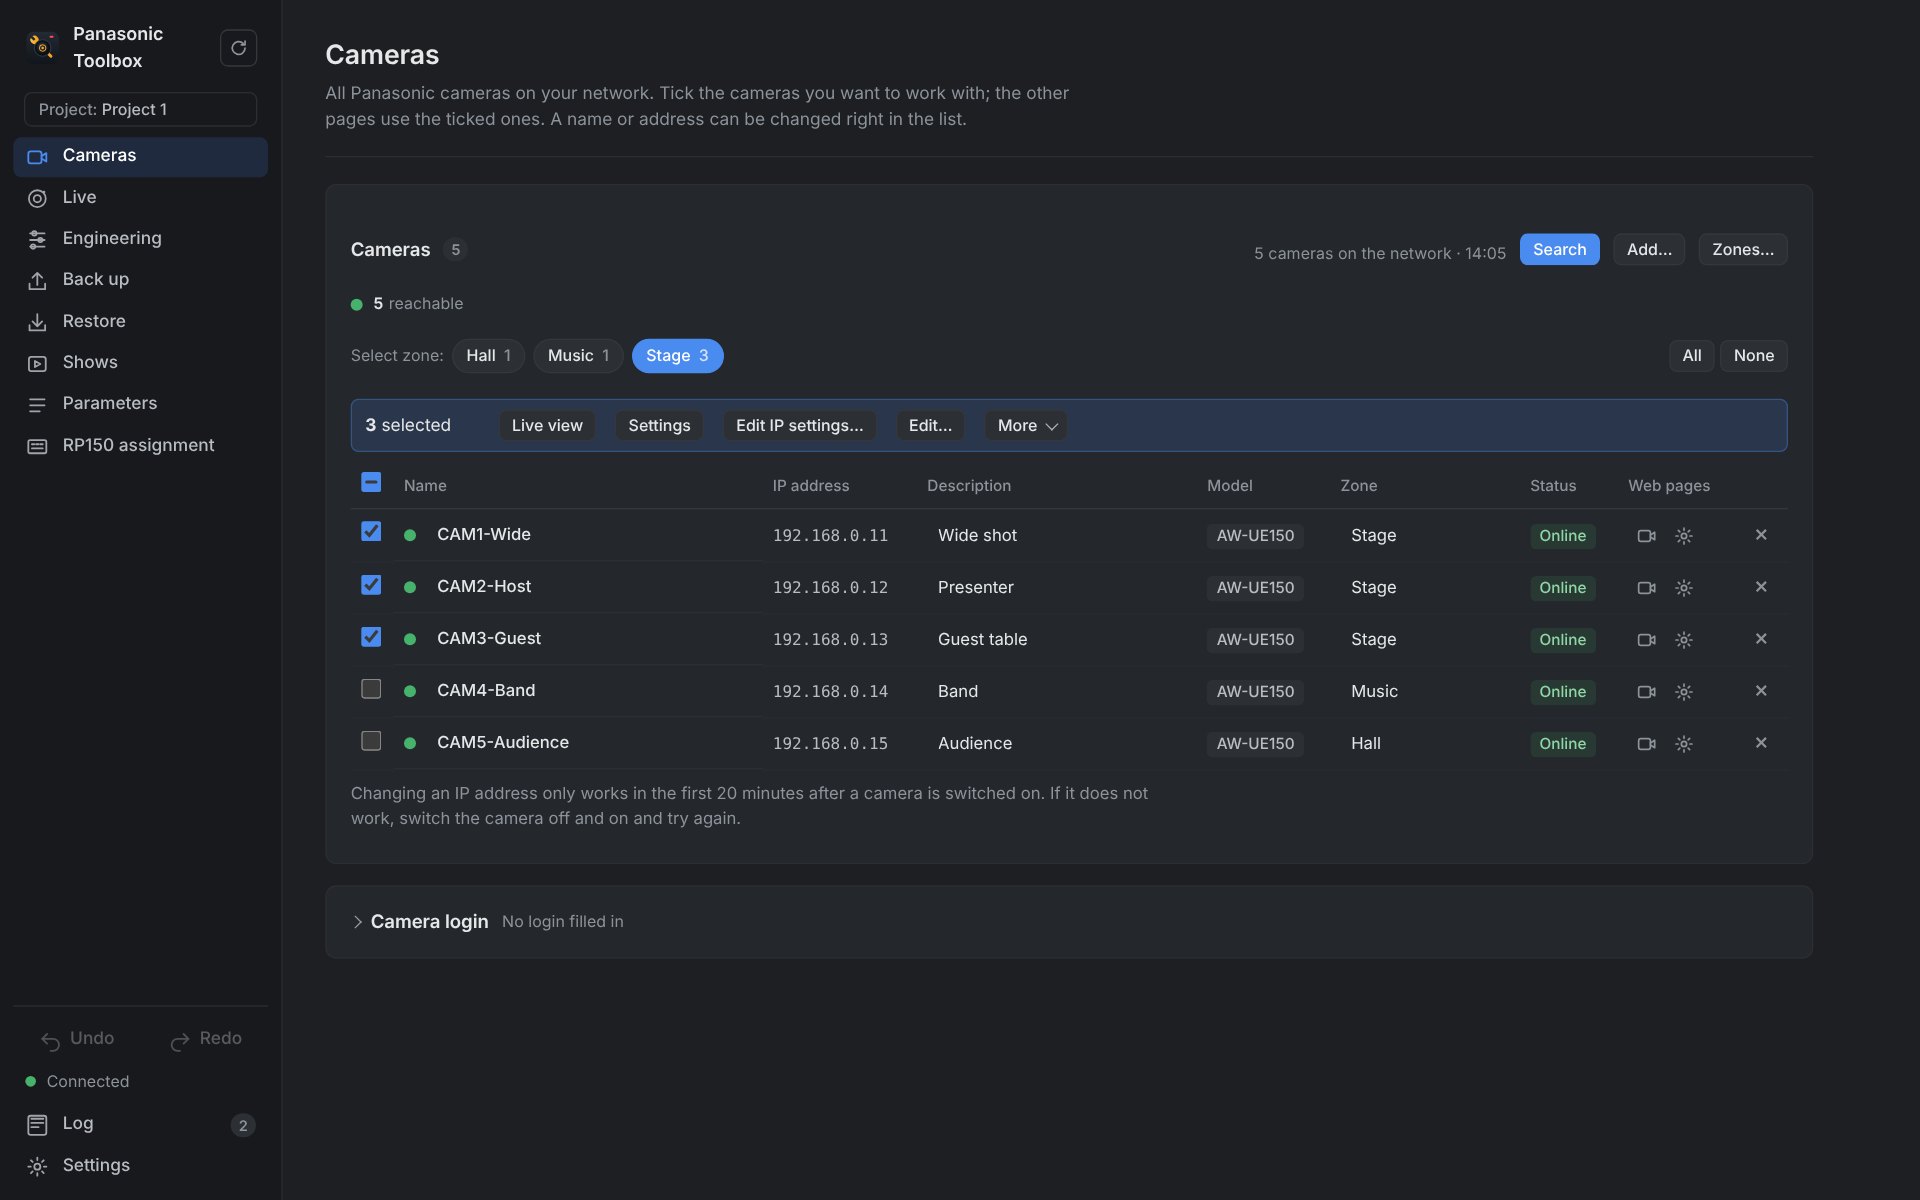 Panasonic
Toolbox
Project: Project 1
Cameras
Live
Engineering
Back up
Restore
Shows
Parameters
RP150 assignment
Undo Redo
Connected
Log 2
Settings
Cameras
All Panasonic cameras on your network. Tick the cameras you want to work with; the other
pages use the ticked ones. A name or address can be changed right in the list.
Cameras 5
5 cameras on the network · 14:05 Search Add... Zones...
5 reachable
Select zone: Hall 1 Music 1 Stage 3 All None
3 selected Live view Settings Edit IP settings... Edit... More
Name IP address Description Model Zone Status Web pages
CAM1-Wide 192.168.0.11 Wide shot AW-UE150 Stage Online
CAM2-Host 192.168.0.12 Presenter AW-UE150 Stage Online
CAM3-Guest 192.168.0.13 Guest table AW-UE150 Stage Online
CAM4-Band 192.168.0.14 Band AW-UE150 Music Online
CAM5-Audience 192.168.0.15 Audience AW-UE150 Hall Online
Changing an IP address only works in the first 20 minutes after a camera is switched on. If it does not
work, switch the camera off and on and try again.
Camera login No login filled in